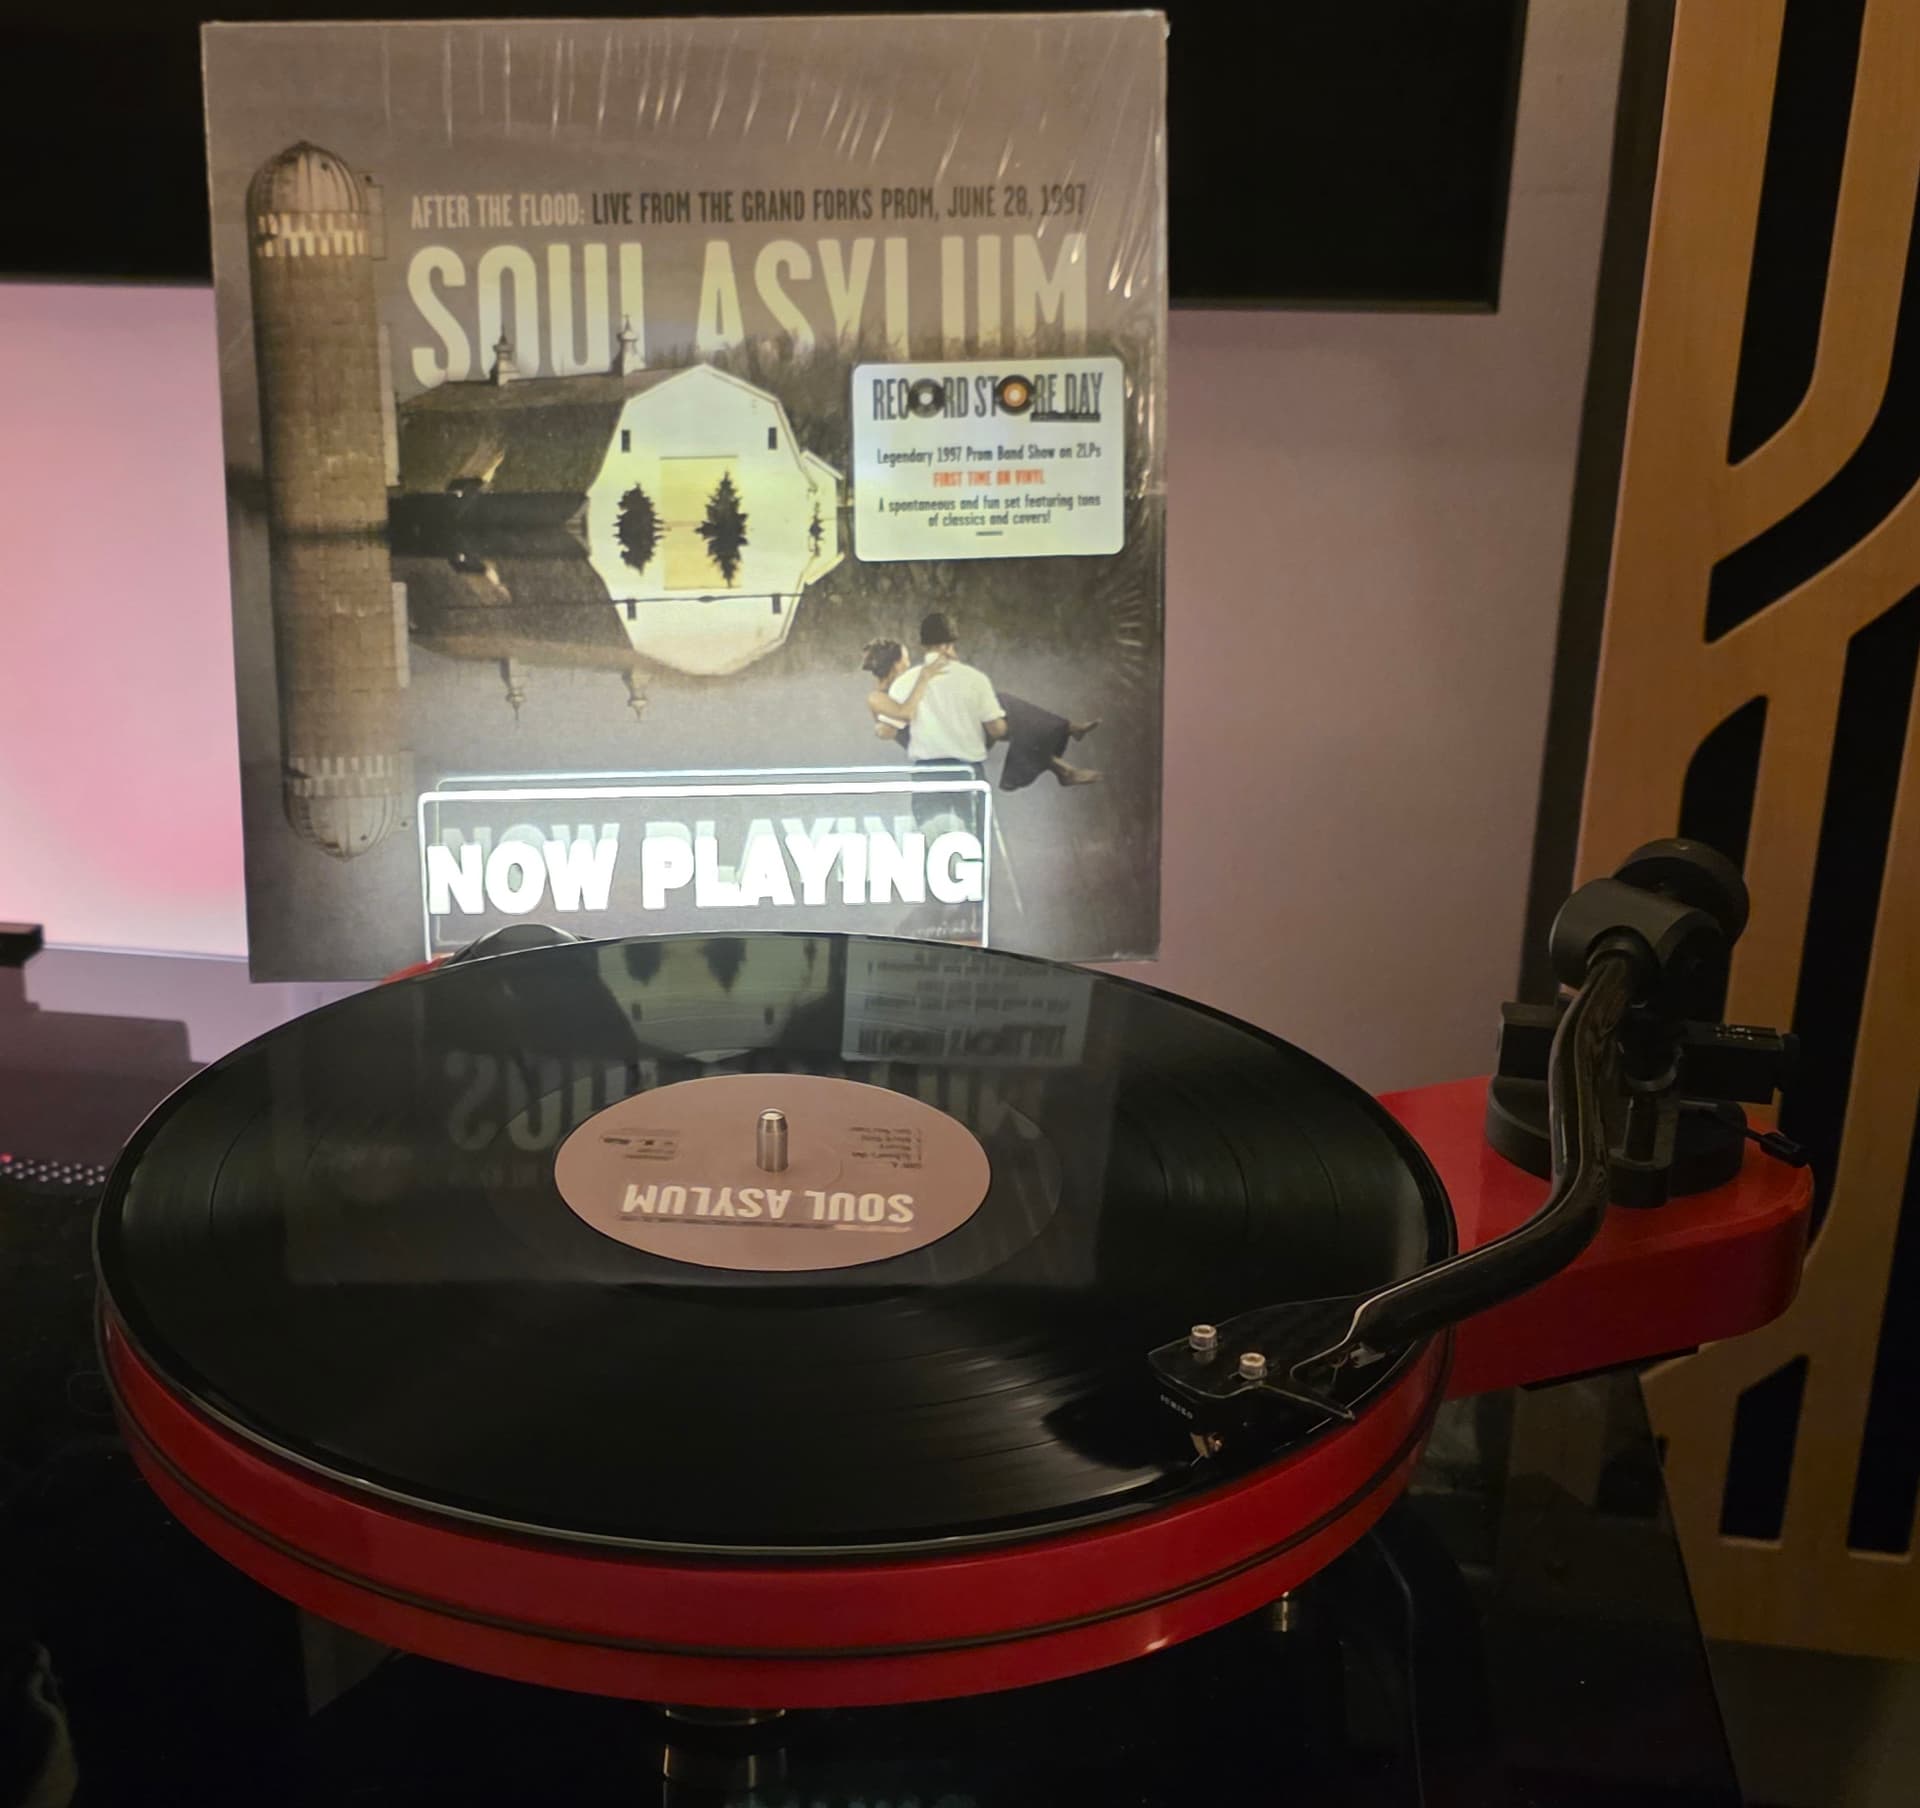 AFTER THE FLOOD: LIVE FROM THE GRAND FORKS PROM, JUNE 28, 1997
SOUL ASYLUM
RECORD STORE DAY
Legendary 1997 Prom Band Show on 2LPs
FIRST TIME ON VINYL
A spontaneous and fun set featuring tons
of classics and covers!
NOW PLAYING
SOUL ASYLUM